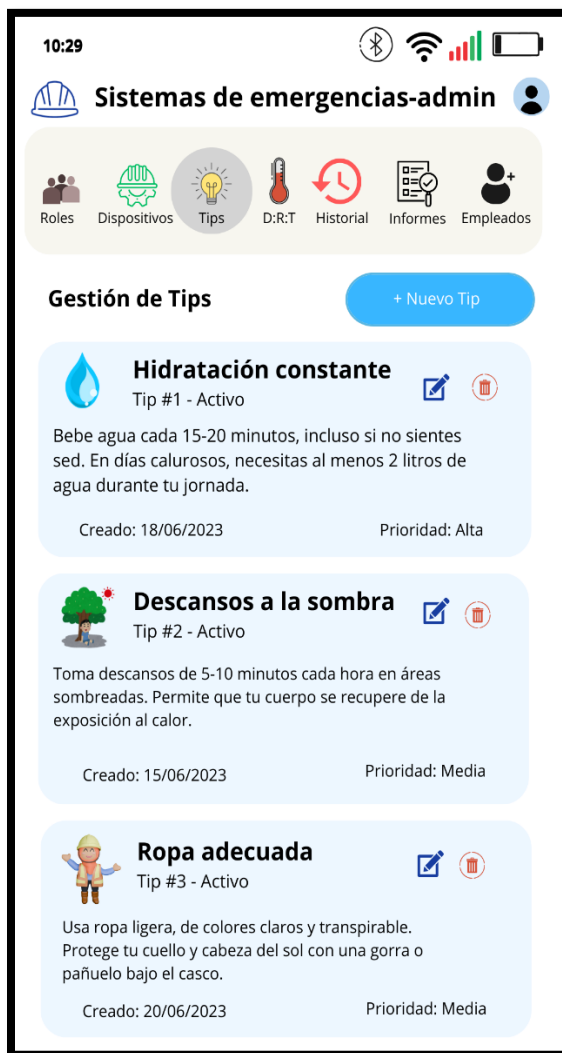 10:29
Sistemas de emergencias-admin
Roles Dispositivos Tips D:R:T Historial Informes Empleados
Gestión de Tips
+ Nuevo Tip
Hidratación constante
Tip #1 - Activo
Bebe agua cada 15-20 minutos, incluso si no sientes
sed. En días calurosos, necesitas al menos 2 litros de
agua durante tu jornada.
Creado: 18/06/2023 Prioridad: Alta
Descansos a la sombra
Tip #2 - Activo
Toma descansos de 5-10 minutos cada hora en áreas
sombreadas. Permite que tu cuerpo se recupere de la
exposición al calor.
Creado: 15/06/2023 Prioridad: Media
Ropa adecuada
Tip #3 - Activo
Usa ropa ligera, de colores claros y transpirable.
Protege tu cuello y cabeza del sol con una gorra o
pañuelo bajo el casco.
Creado: 20/06/2023 Prioridad: Media